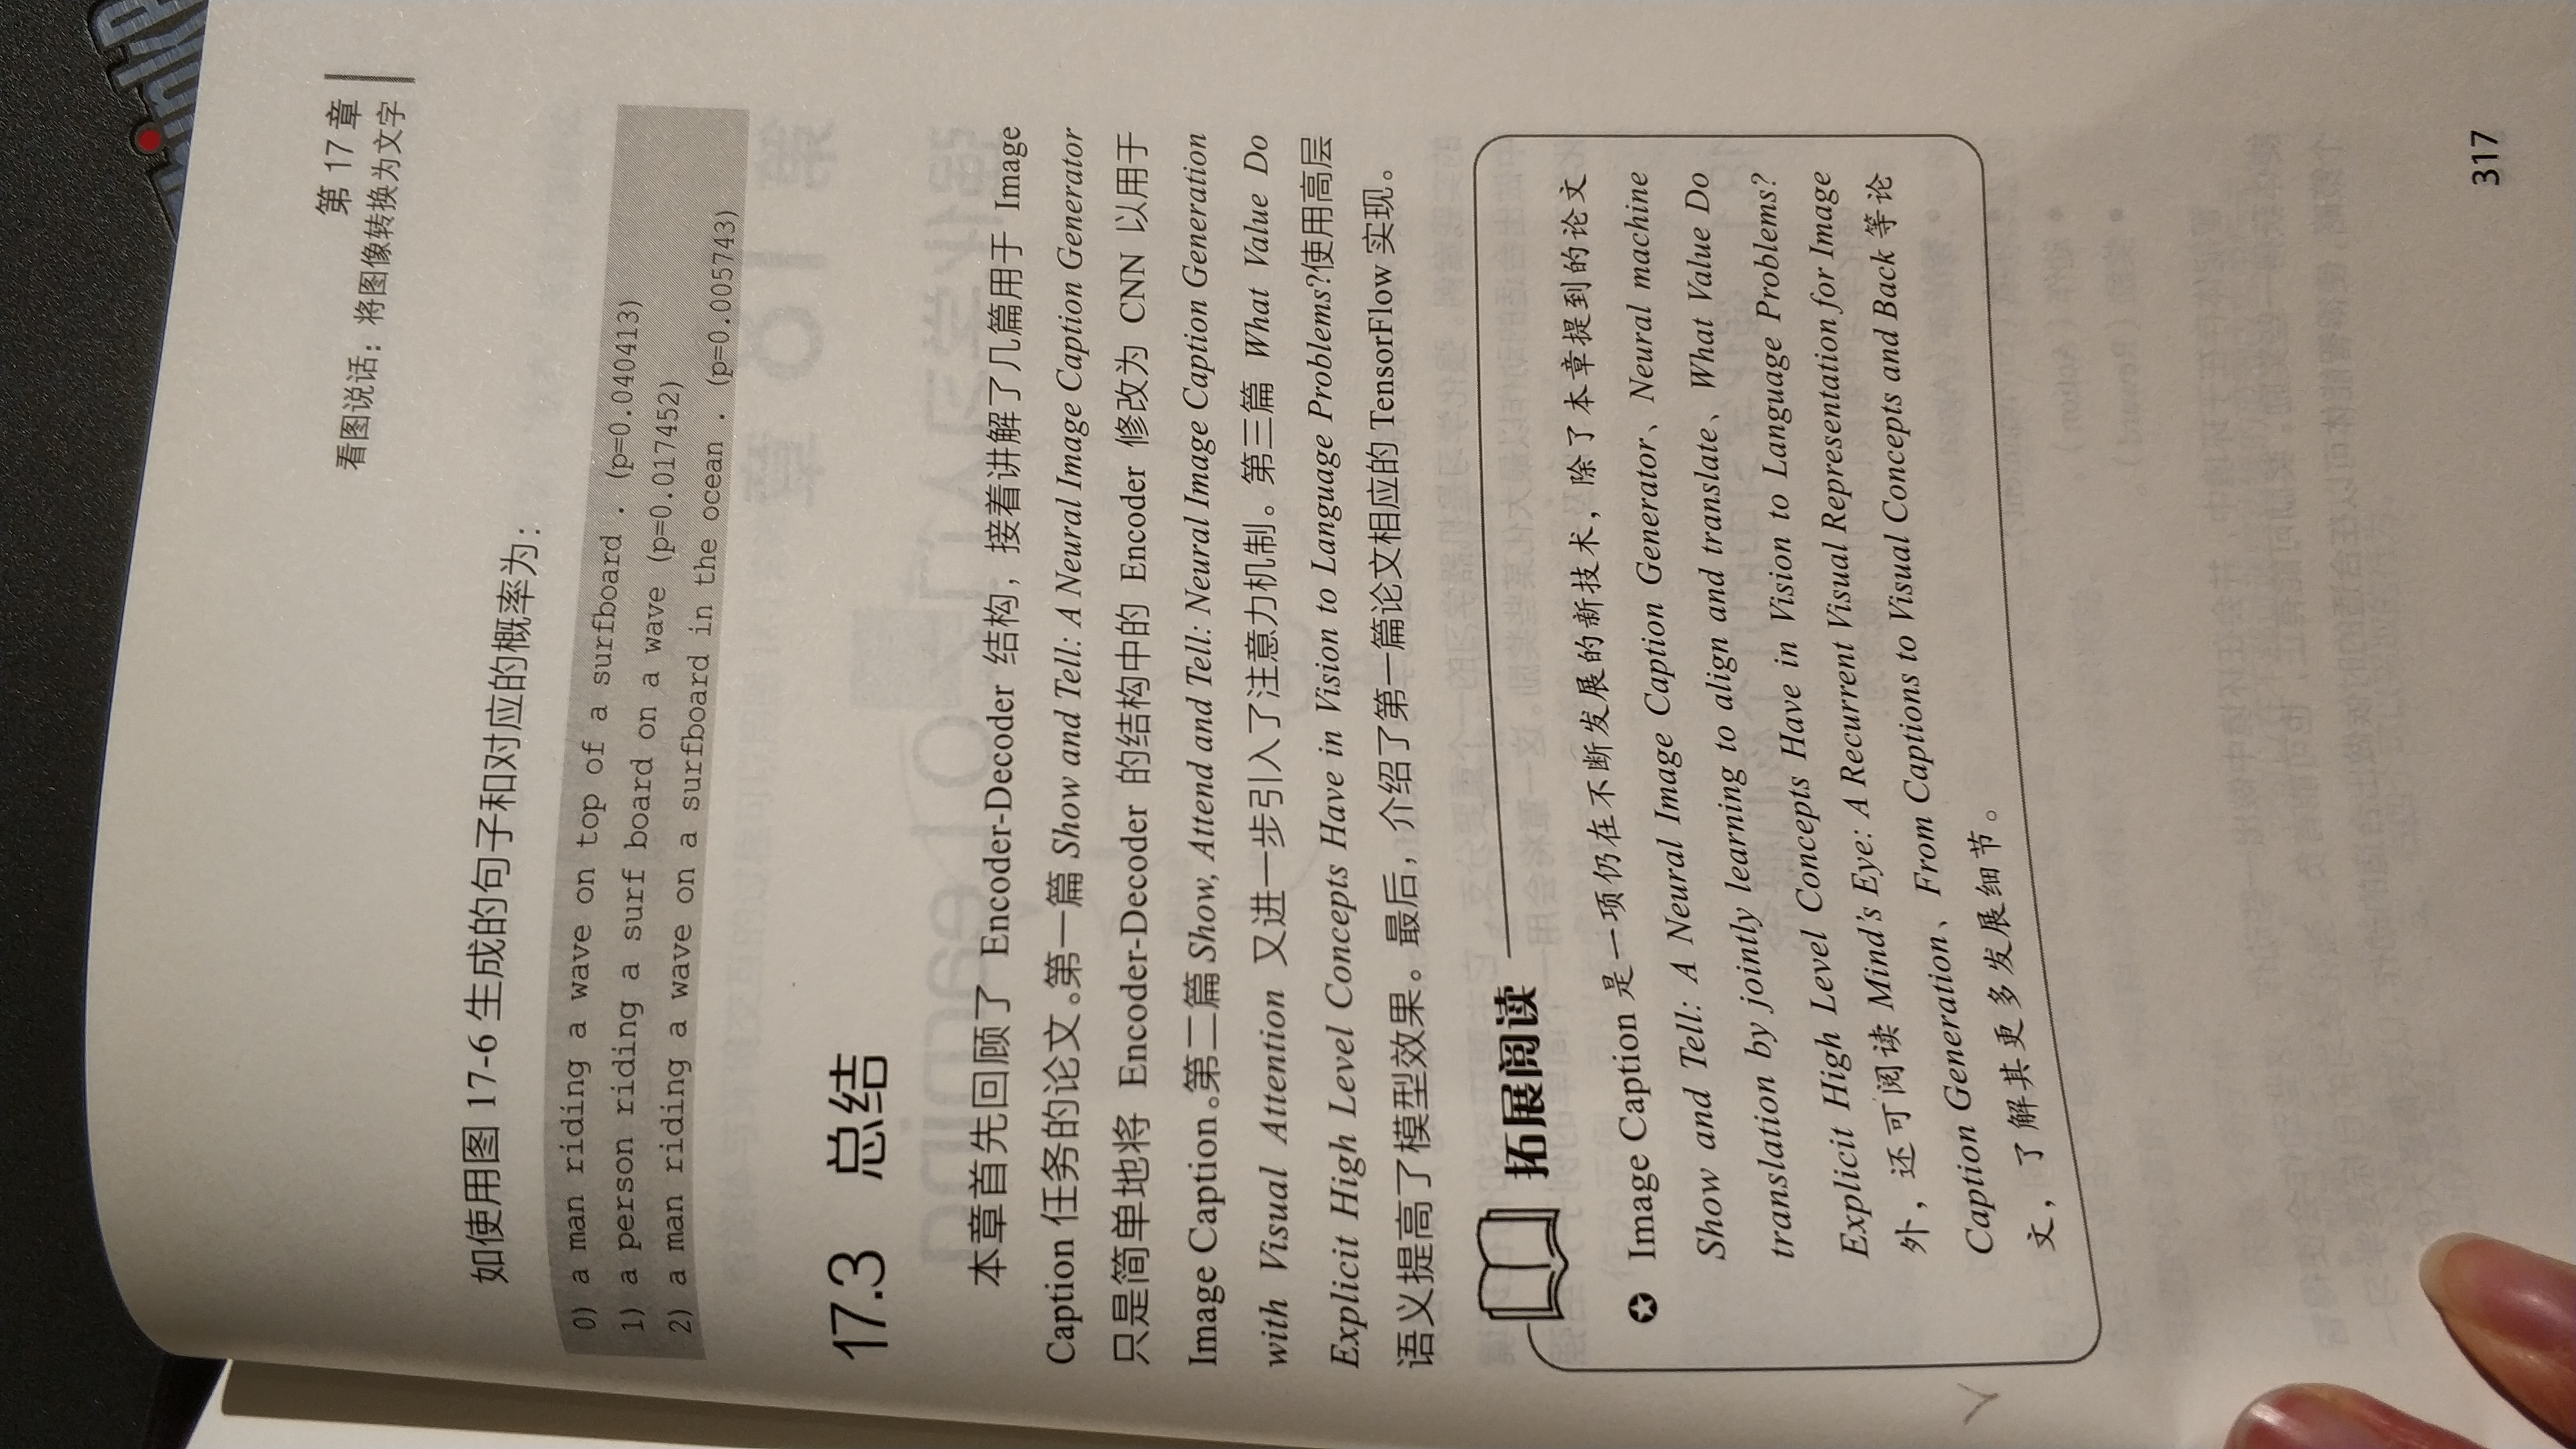 ThinkP
第 17 章
看图说话：将图像转换为文字
如使用图 17-6 生成的句子和对应的概率为：
0) a man riding a wave on top of a surfboard . (p=0.040413)
1) a person riding a surf board on a wave (p=0.017452)
2) a man riding a wave on a surfboard in the ocean . (p=0.005743)
17.3 总结
本章首先回顾了 Encoder-Decoder 结构，接着讲解了几篇用于 Image
Caption 任务的论文。第一篇 Show and Tell: A Neural Image Caption Generator
只是简单地将 Encoder-Decoder 的结构中的 Encoder 修改为 CNN 以用于
Image Caption。第二篇 Show, Attend and Tell: Neural Image Caption Generation
with Visual Attention 又进一步引入了注意力机制。第三篇 What Value Do
Explicit High Level Concepts Have in Vision to Language Problems?使用高层
语义提高了模型效果。最后，介绍了第一篇论文相应的 TensorFlow 实现。
拓展阅读
Image Caption 是一项仍在不断发展的新技术，除了本章提到的论文
Show and Tell: A Neural Image Caption Generator、Neural machine
translation by jointly learning to align and translate、What Value Do
Explicit High Level Concepts Have in Vision to Language Problems?
外，还可阅读 Mind's Eye: A Recurrent Visual Representation for Image
Caption Generation、From Captions to Visual Concepts and Back 等论
文，了解其更多发展细节。
317